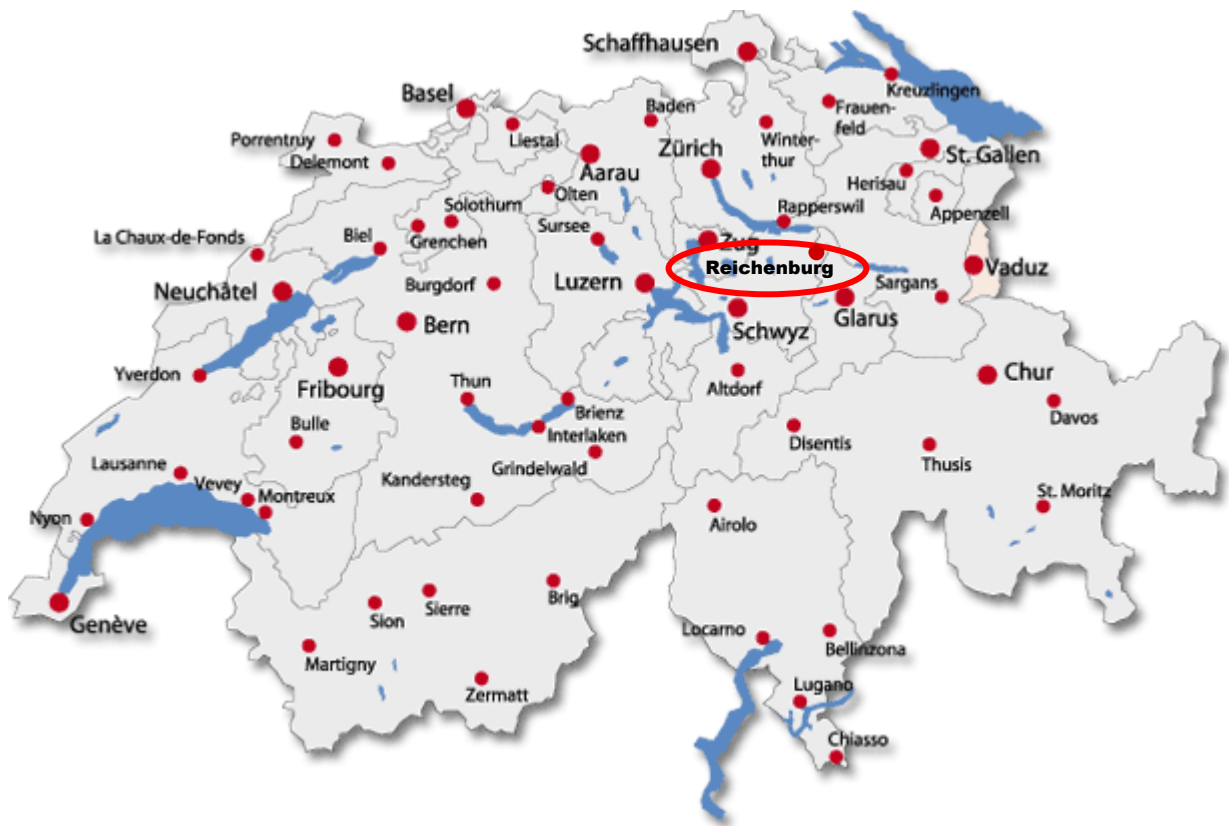 Schaffhausen
Kreuzlingen
Basel
Baden
Frauen-
feld
Porrentruy
Liestal
Winter-
thur
Delemont
Zürich
St. Gallen
Aarau
Herisau
Olten
Solothurn
Rapperswil
Appenzell
La Chaux-de-Fonds
Biel
Grenchen
Sursee
Zug
Reichenburg
Vaduz
Neuchâtel
Burgdorf
Luzern
Sargans
Bern
Schwyz
Glarus
Yverdon
Fribourg
Thun
Altdorf
Chur
Brienz
Davos
Bulle
Interlaken
Disentis
Lausanne
Grindelwald
Thusis
Vevey
Montreux
Kandersteg
St. Moritz
Nyon
Airolo
Genève
Sion
Sierre
Brig
Locarno
Bellinzona
Martigny
Zermatt
Lugano
Chiasso